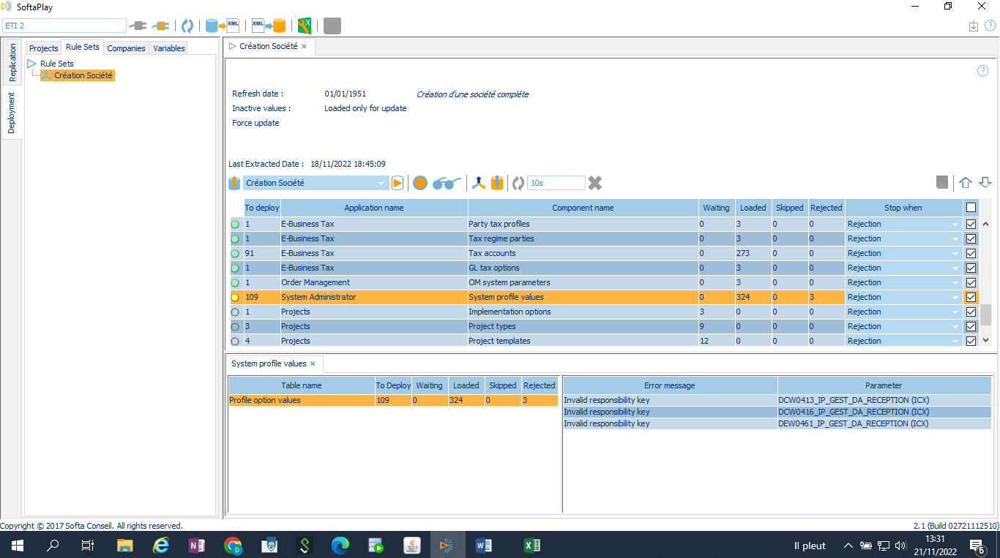 SoftaPlay
ETI 2
XML XML
Replication
Deployment
Projects Rule Sets Companies Variables
Rule Sets
Création Société
Création Société ×
Refresh date : 01/01/1951 Création d'une société complète
Inactive values : Loaded only for update
Force update
Last Extracted Date : 18/11/2022 18:45:09
Création Société 10s
To deploy Application name Component name Waiting Loaded Skipped Rejected Stop when
1 E-Business Tax Party tax profiles 0 3 0 0 Rejection
1 E-Business Tax Tax regime parties 0 3 0 0 Rejection
91 E-Business Tax Tax accounts 0 273 0 0 Rejection
1 E-Business Tax GL tax options 0 3 0 0 Rejection
1 Order Management OM system parameters 0 3 0 0 Rejection
109 System Administrator System profile values 0 324 0 3 Rejection
1 Projects Implementation options 3 0 0 0 Rejection
3 Projects Project types 9 0 0 0 Rejection
4 Projects Project templates 12 0 0 0 Rejection
System profile values ×
Table name To Deploy Waiting Loaded Skipped Rejected
Profile option values 109 0 324 0 3
Error message Parameter
Invalid responsibility key DCW0413_IP_GEST_DA_RECEPTION (ICX)
Invalid responsibility key DCW0416_IP_GEST_DA_RECEPTION (ICX)
Invalid responsibility key DEW0461_IP_GEST_DA_RECEPTION (ICX)
Copyright © 2017 Softa Conseil. All rights reserved. 2.1 (Build 02721112510)
Il pleut
13:31
21/11/2022
6